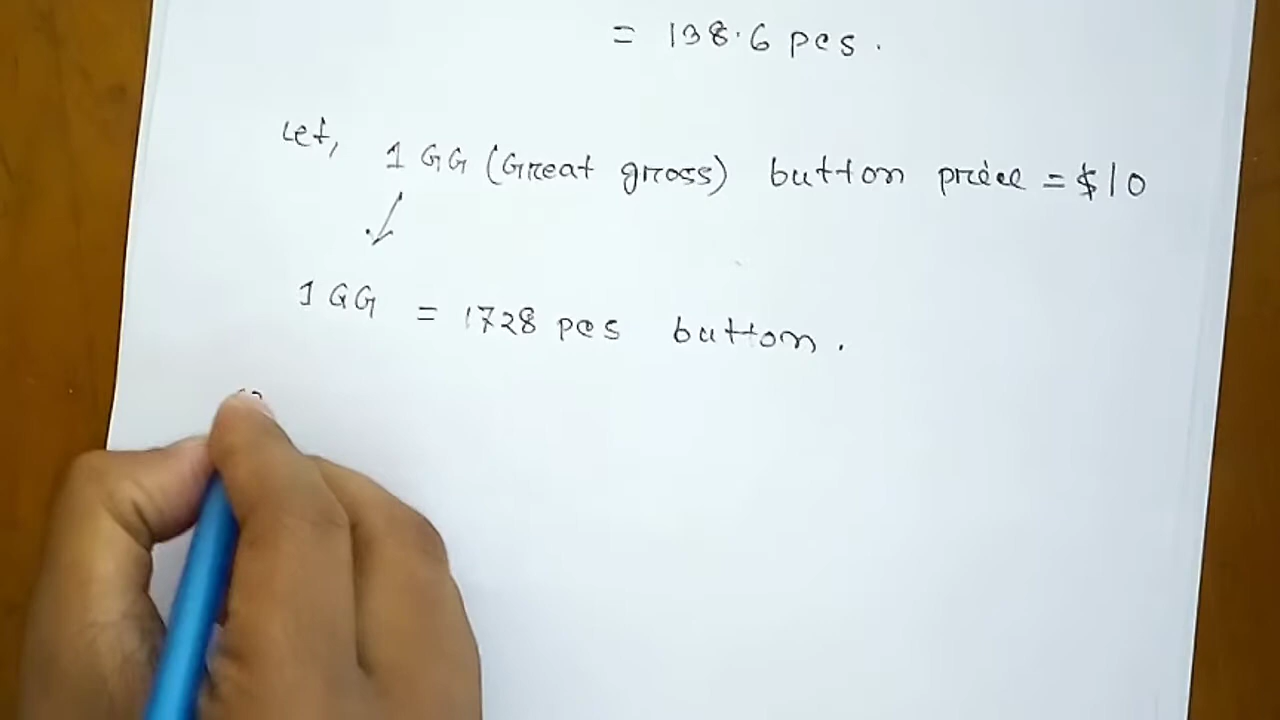 = 138.6 pcs.
Let, 1 GG (Great gross) button price = $10
1 GG = 1728 pcs button.